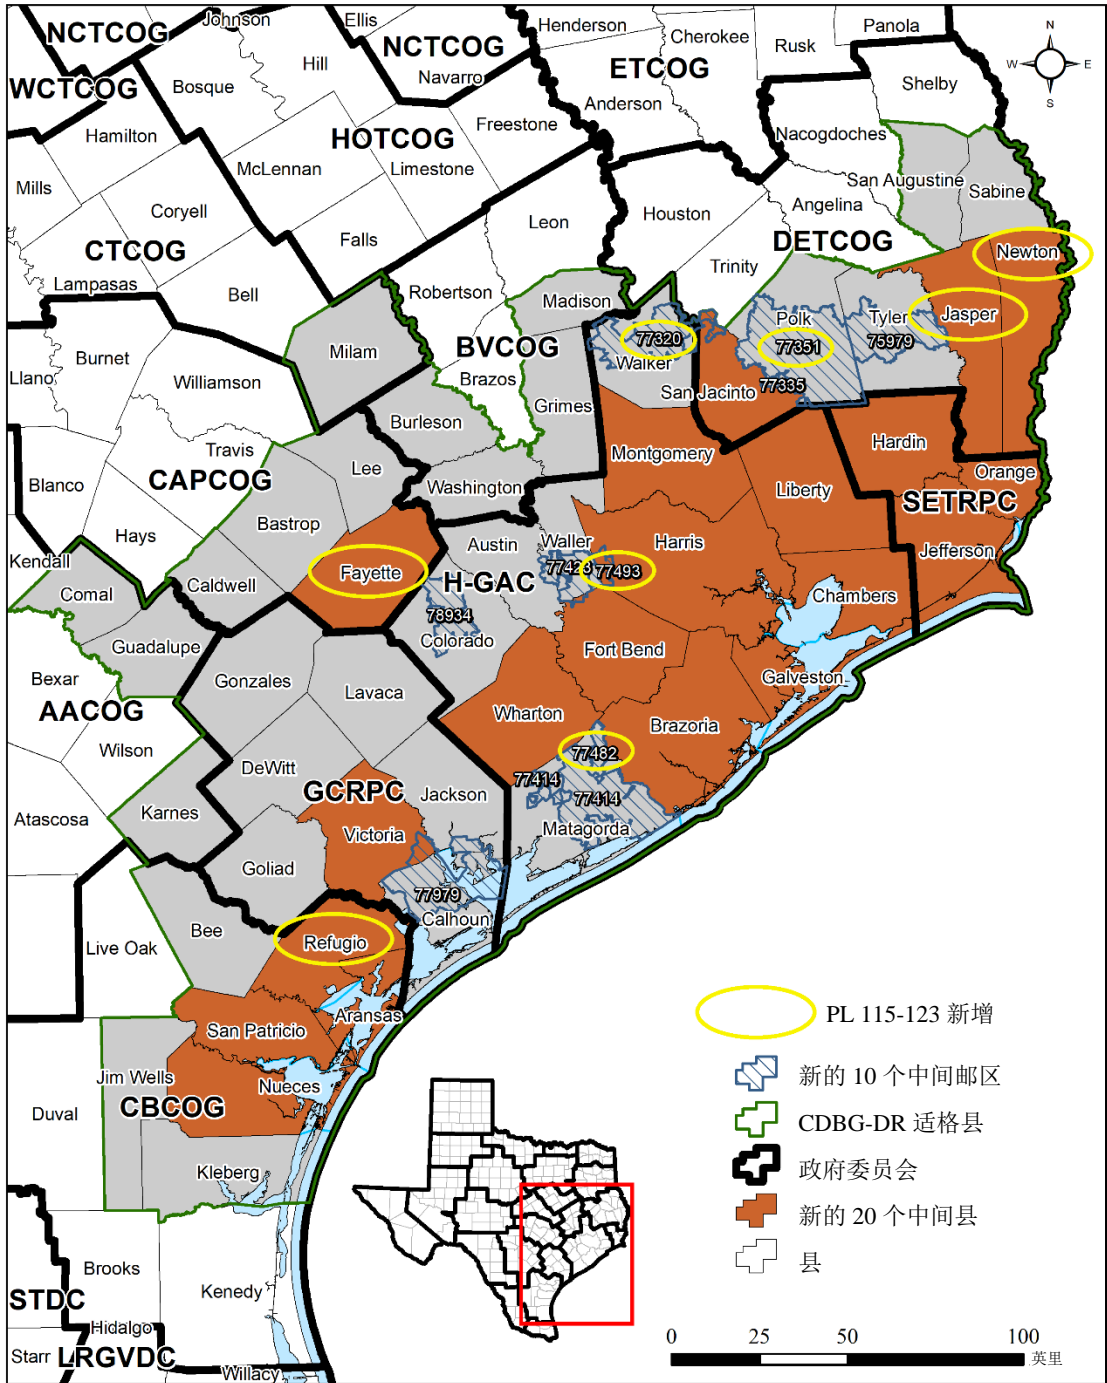 Johnson
Ellis
NCTCOG
NCTCOG
Henderson
Cherokee
Rusk
Panola
N
W
E
S
WCTCOG
Bosque
Hill
Navarro
ETCOG
Anderson
Shelby
Hamilton
HOTCOG
Freestone
Nacogdoches
McLennan
Limestone
Mills
Coryell
Leon
Houston
Angelina
San Augustine
Sabine
CTCOG
Falls
DETCOG
Newton
Lampasas
Bell
Robertson
Trinity
Madison
Polk
Tyler
Jasper
Burnet
Milam
BVCOG
77320
77351
75979
Llano
Williamson
Brazos
Walker
77335
San Jacinto
Grimes
Burleson
Travis
Montgomery
Hardin
Lee
CAPCOG
Washington
Liberty
Orange
Blanco
Bastrop
SETRPC
Hays
Austin
Waller
Harris
Jefferson
Kendall
Fayette
H-GAC
77423
77493
Comal
Caldwell
Chambers
78934
Colorado
Guadalupe
Fort Bend
Bexar
Gonzales
Lavaca
Galveston
AACOG
Wharton
Brazoria
Wilson
77482
DeWitt
77414
GCRPC
Jackson
77414
Karnes
Atascosa
Victoria
Matagorda
Goliad
77979
Calhoun
Bee
Live Oak
Refugio
Aransas
San Patricio
Jim Wells
Nueces
Duval
CBCOG
Kleberg
Brooks
Kenedy
STDC
Hidalgo
Starr
LRGVDC
Willacy
PL 115-123 新增
新的 10 个中间邮区
CDBG-DR 适格县
政府委员会
新的 20 个中间县
县
0
25
50
100
英里